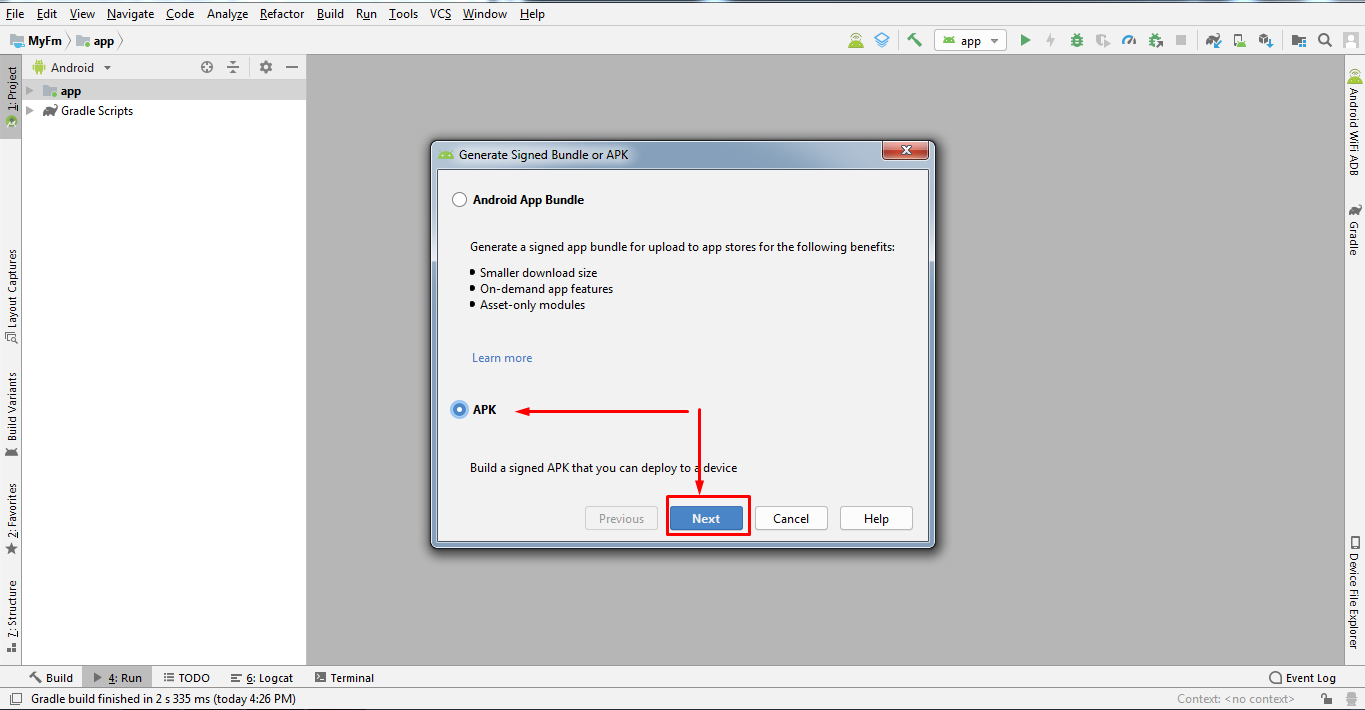 File Edit View Navigate Code Analyze Refactor Build Run Tools VCS Window Help
MyFm app app
Android
app
Gradle Scripts
1: Project
Layout Captures
Build Variants
2: Favorites
7: Structure
Generate Signed Bundle or APK
Android App Bundle
Generate a signed app bundle for upload to app stores for the following benefits:
Smaller download size
On-demand app features
Asset-only modules
Learn more
APK
Build a signed APK that you can deploy to a device
Previous Next Cancel Help
Android WiFi ADB
Gradle
Device File Explorer
Build 4: Run TODO 6: Logcat Terminal Event Log
Gradle build finished in 2 s 335 ms (today 4:26 PM) Context: <no context>